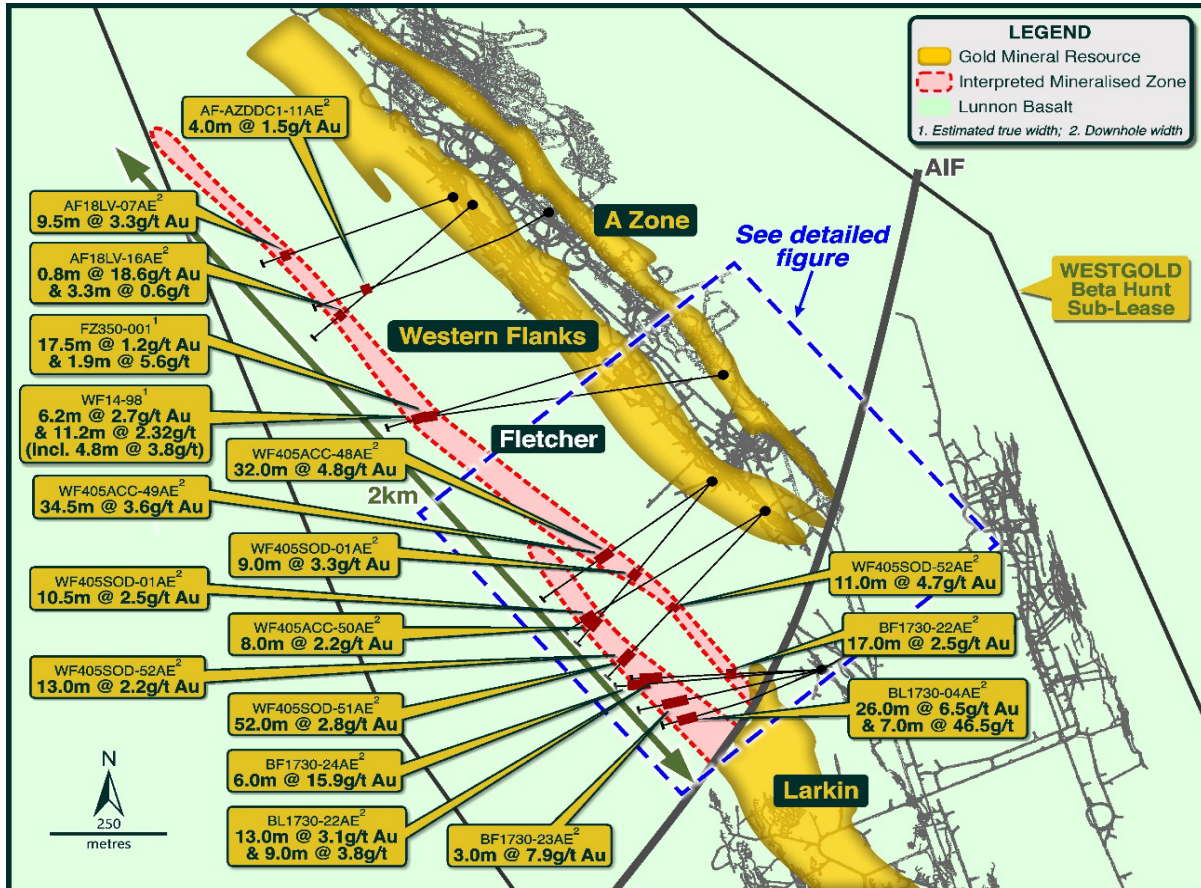 LEGEND
Gold Mineral Resource
Interpreted Mineralised Zone
Lunnon Basalt
1. Estimated true width; 2. Downhole width
AF-AZDDC1-11AE²
4.0m @ 1.5g/t Au
AIF
AF18LV-07AE²
9.5m @ 3.3g/t Au
A Zone
See detailed
figure
AF18LV-16AE²
0.8m @ 18.6g/t Au
& 3.3m @ 0.6g/t
WESTGOLD
Beta Hunt
Sub-Lease
FZ350-001¹
17.5m @ 1.2g/t Au
& 1.9m @ 5.6g/t
Western Flanks
WF14-98¹
6.2m @ 2.7g/t Au
& 11.2m @ 2.32g/t
(Incl. 4.8m @ 3.8g/t)
Fletcher
WF405ACC-48AE²
32.0m @ 4.8g/t Au
WF405ACC-49AE²
34.5m @ 3.6g/t Au
2km
WF405SOD-01AE²
9.0m @ 3.3g/t Au
WF405SOD-52AE²
11.0m @ 4.7g/t Au
WF405SOD-01AE²
10.5m @ 2.5g/t Au
WF405ACC-50AE²
8.0m @ 2.2g/t Au
BF1730-22AE²
17.0m @ 2.5g/t Au
WF405SOD-52AE²
13.0m @ 2.2g/t Au
WF405SOD-51AE²
52.0m @ 2.8g/t Au
BL1730-04AE²
26.0m @ 6.5g/t Au
& 7.0m @ 46.5g/t
BF1730-24AE²
6.0m @ 15.9g/t Au
Larkin
BL1730-22AE²
13.0m @ 3.1g/t Au
& 9.0m @ 3.8g/t
BF1730-23AE²
3.0m @ 7.9g/t Au
N
250
metres